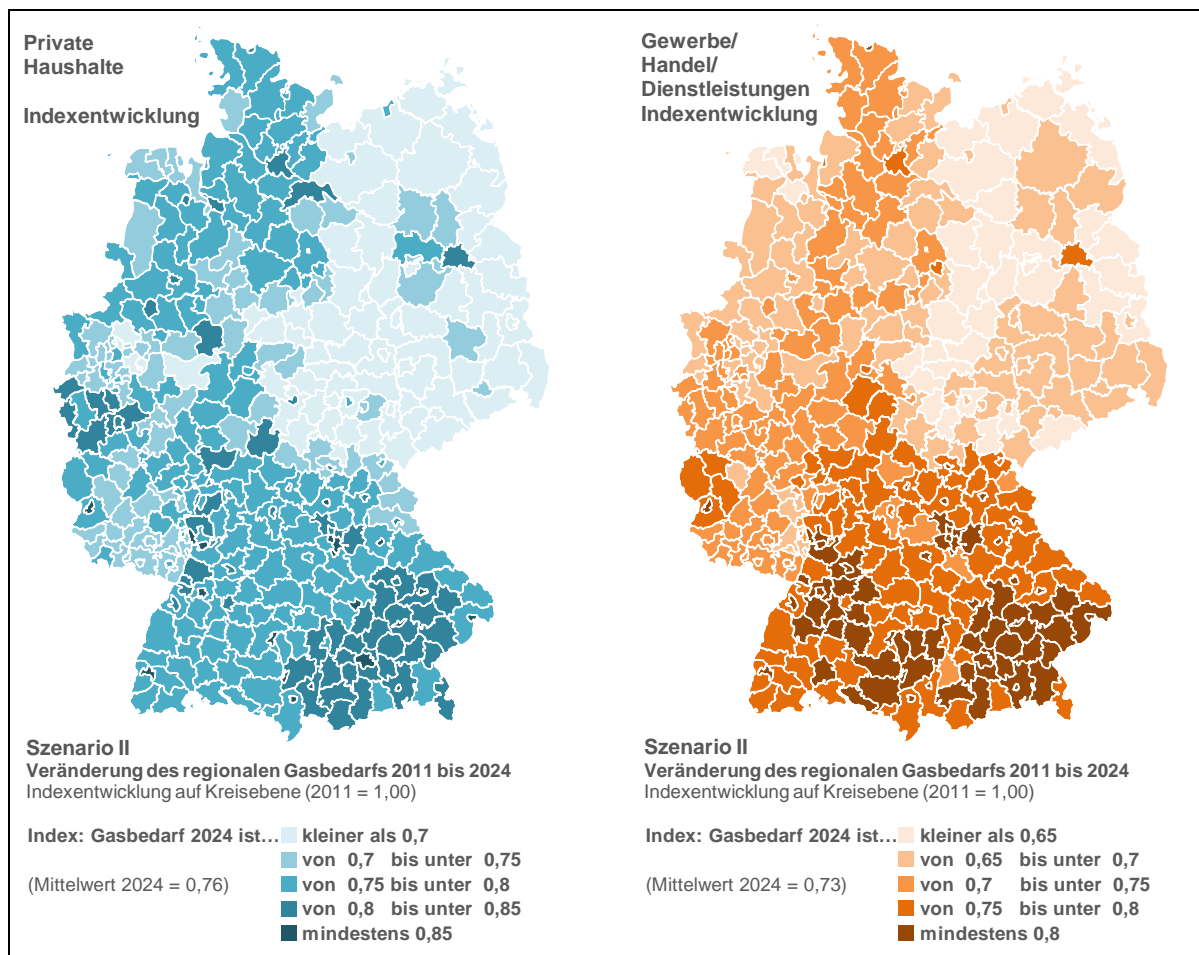 Private
Haushalte
Indexentwicklung
Szenario II
Veränderung des regionalen Gasbedarfs 2011 bis 2024
Indexentwicklung auf Kreisebene (2011 = 1,00)
Index: Gasbedarf 2024 ist… kleiner als 0,7
von 0,7 bis unter 0,75
(Mittelwert 2024 = 0,76) von 0,75 bis unter 0,8
von 0,8 bis unter 0,85
mindestens 0,85
Gewerbe/
Handel/
Dienstleistungen
Indexentwicklung
Szenario II
Veränderung des regionalen Gasbedarfs 2011 bis 2024
Indexentwicklung auf Kreisebene (2011 = 1,00)
Index: Gasbedarf 2024 ist… kleiner als 0,65
von 0,65 bis unter 0,7
(Mittelwert 2024 = 0,73) von 0,7 bis unter 0,75
von 0,75 bis unter 0,8
mindestens 0,8